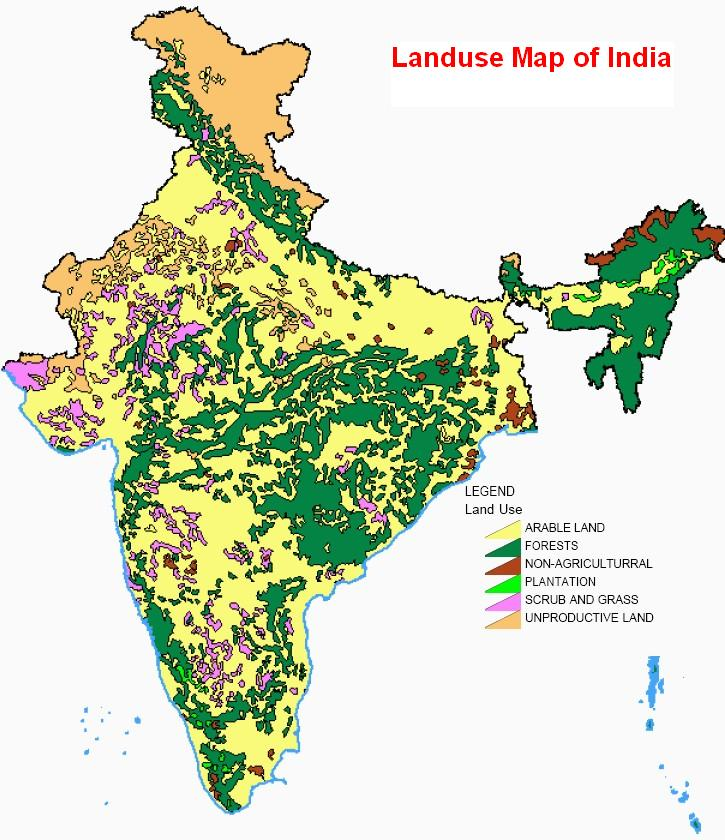 Landuse Map of India
LEGEND
Land Use
ARABLE LAND
FORESTS
NON-AGRICULTURRAL
PLANTATION
SCRUB AND GRASS
UNPRODUCTIVE LAND